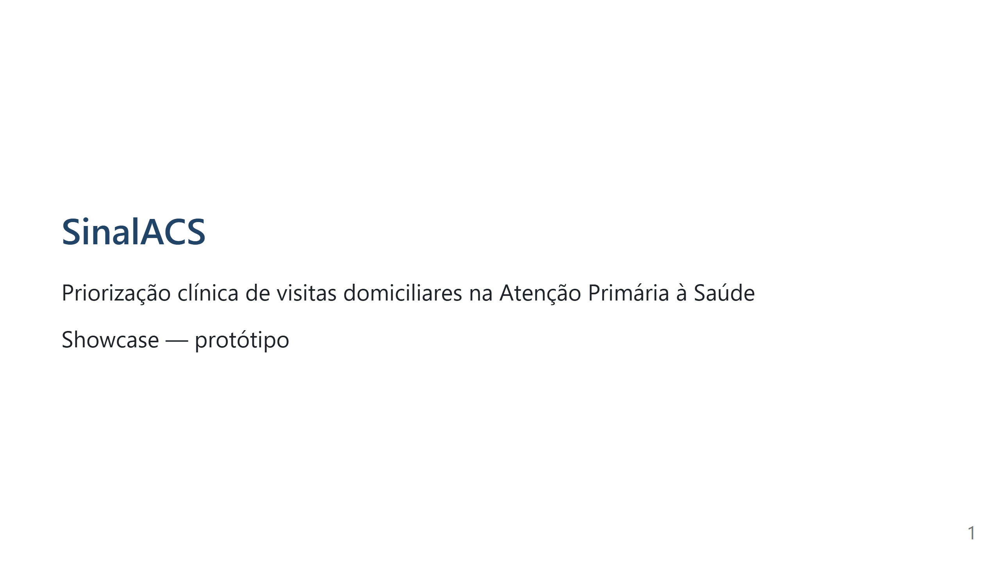 SinalACS
Priorização clínica de visitas domiciliares na Atenção Primária à Saúde
Showcase — protótipo
1